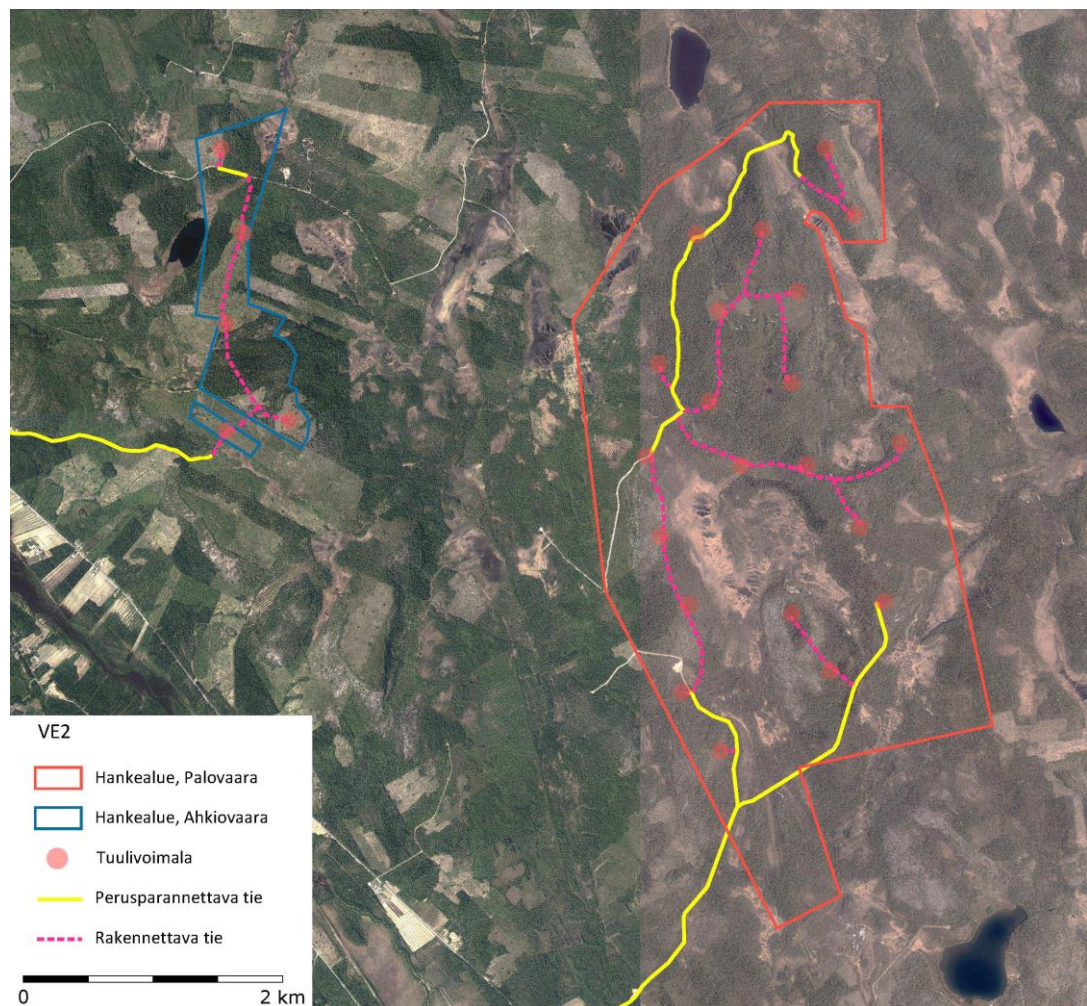 VE2
Hankealue, Palovaara
Hankealue, Ahkiovaara
Tuulivoimala
Perusparannettava tie
Rakennettava tie
0
2 km